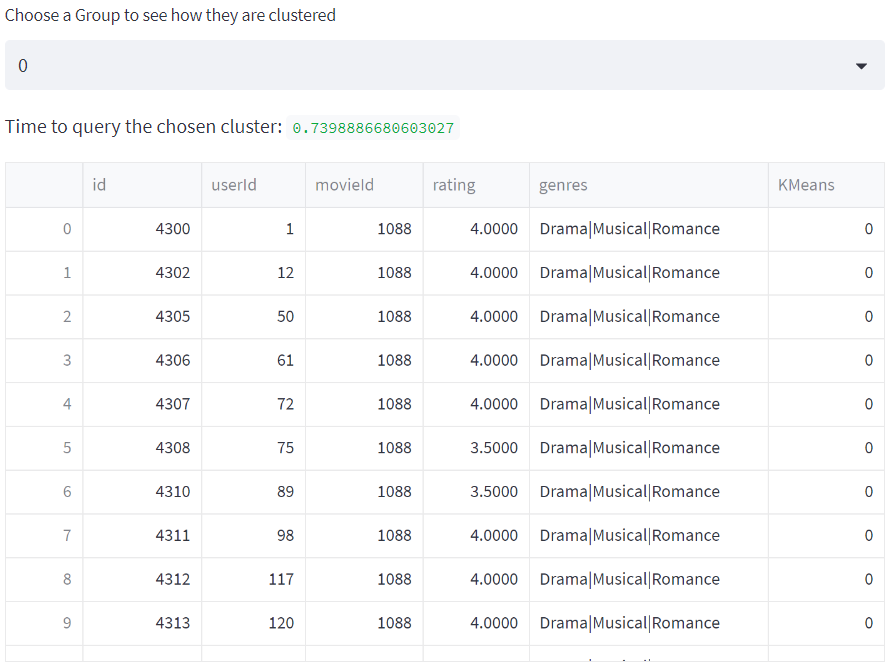 Choose a Group to see how they are clustered
0
Time to query the chosen cluster: 0.7398886680603027
id userId movieId rating genres KMeans
0 4300 1 1088 4.0000 Drama|Musical|Romance 0
1 4302 12 1088 4.0000 Drama|Musical|Romance 0
2 4305 50 1088 4.0000 Drama|Musical|Romance 0
3 4306 61 1088 4.0000 Drama|Musical|Romance 0
4 4307 72 1088 4.0000 Drama|Musical|Romance 0
5 4308 75 1088 3.5000 Drama|Musical|Romance 0
6 4310 89 1088 3.5000 Drama|Musical|Romance 0
7 4311 98 1088 4.0000 Drama|Musical|Romance 0
8 4312 117 1088 4.0000 Drama|Musical|Romance 0
9 4313 120 1088 4.0000 Drama|Musical|Romance 0